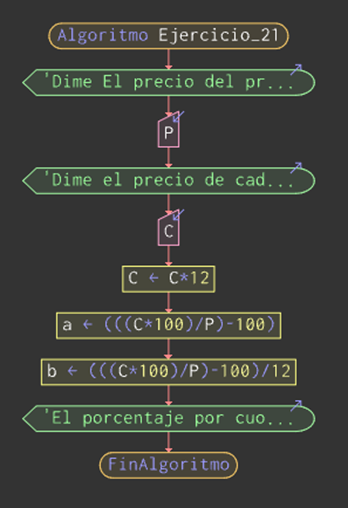 Algoritmo Ejercicio_21
'Dime El precio del pr...
P
'Dime el precio de cad...
C
C ← C*12
a ← (((C*100)/P)-100)
b ← (((C*100)/P)-100)/12
'El porcentaje por cuo...
FinAlgoritmo